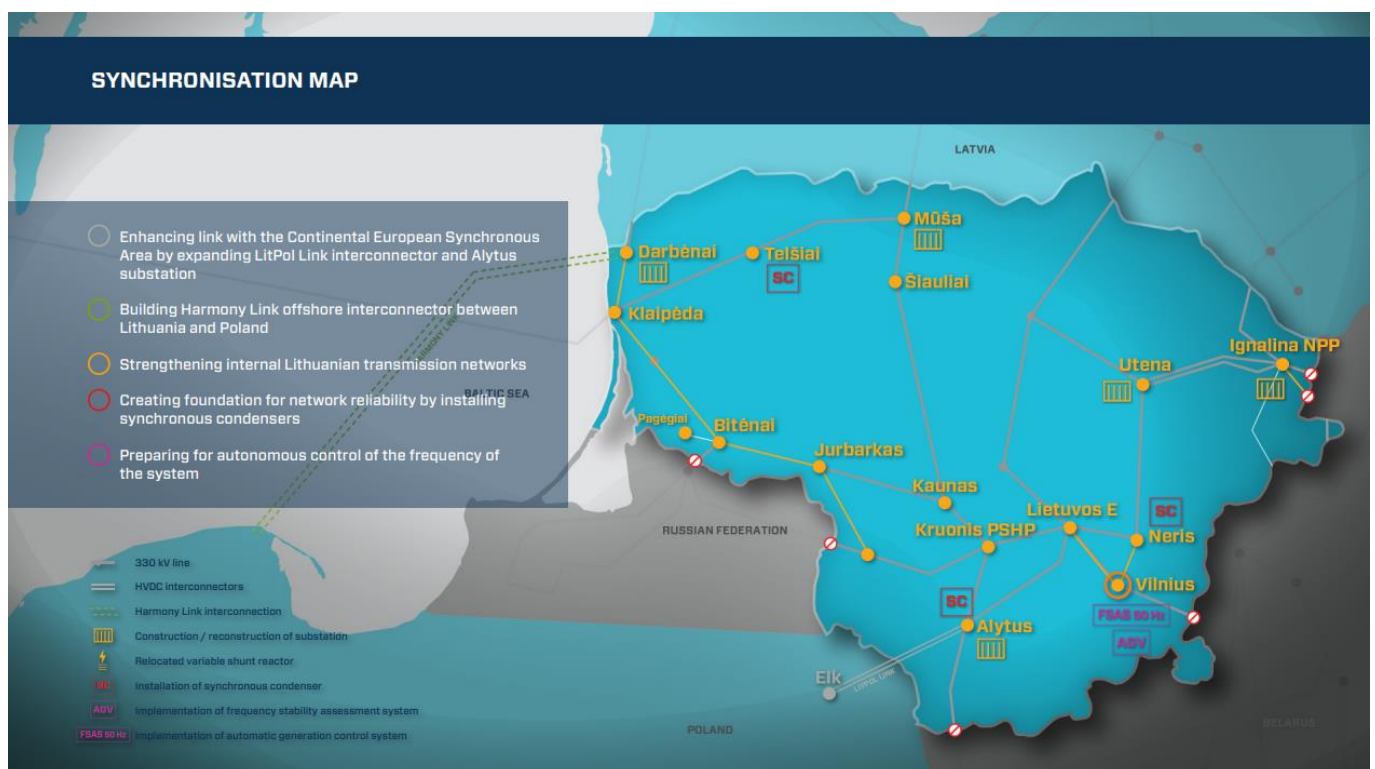 SYNCHRONISATION MAP
LATVIA
Enhancing link with the Continental European Synchronous
Area by expanding LitPol Link interconnector and Alytus
substation
Building Harmony Link offshore interconnector between
Lithuania and Poland
Strengthening internal Lithuanian transmission networks
Creating foundation for network reliability by installing
synchronous condensers
Preparing for autonomous control of the frequency of
the system
HARMONY LINK
BALTIC SEA
Mūša
Darbėnai
Telšiai
SC
Šiauliai
Klaipėda
Ignalina NPP
Utena
Pagėgiai
Bitėnai
Jurbarkas
Kaunas
Lietuvos E
SC
Kruonis PSHP
Neris
RUSSIAN FEDERATION
Vilnius
SC
FSAS 50 Hz
Alytus
AGV
Elk
LITPOL LINK
POLAND
BELARUS
330 kV line
HVDC interconnectors
Harmony Link interconnection
Construction / reconstruction of substation
Relocated variable shunt reactor
SC Installation of synchronous condenser
AGV Implementation of frequency stability assessment system
FSAS 50 Hz Implementation of automatic generation control system